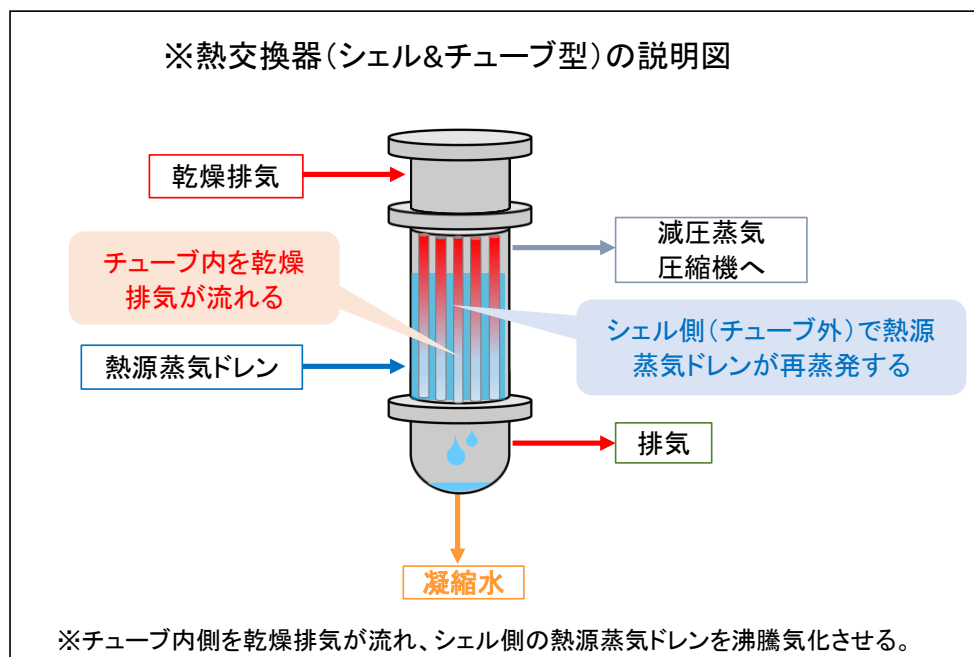 ※熱交換器(シェル&チューブ型)の説明図
乾燥排気
減圧蒸気
圧縮機へ
チューブ内を乾燥
排気が流れる
シェル側(チューブ外)で熱源
蒸気ドレンが再蒸発する
熱源蒸気ドレン
排気
凝縮水
※チューブ内側を乾燥排気が流れ、シェル側の熱源蒸気ドレンを沸騰気化させる。